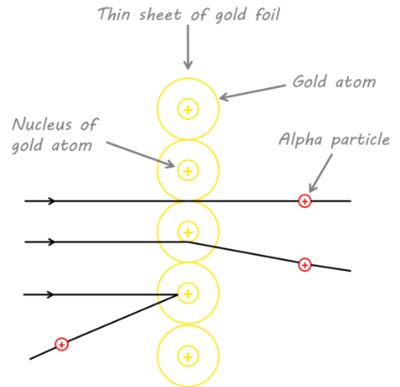 Thin sheet of gold foil
Gold atom
Nucleus of
gold atom
Alpha particle
+
+
+
+
+
+
+
+